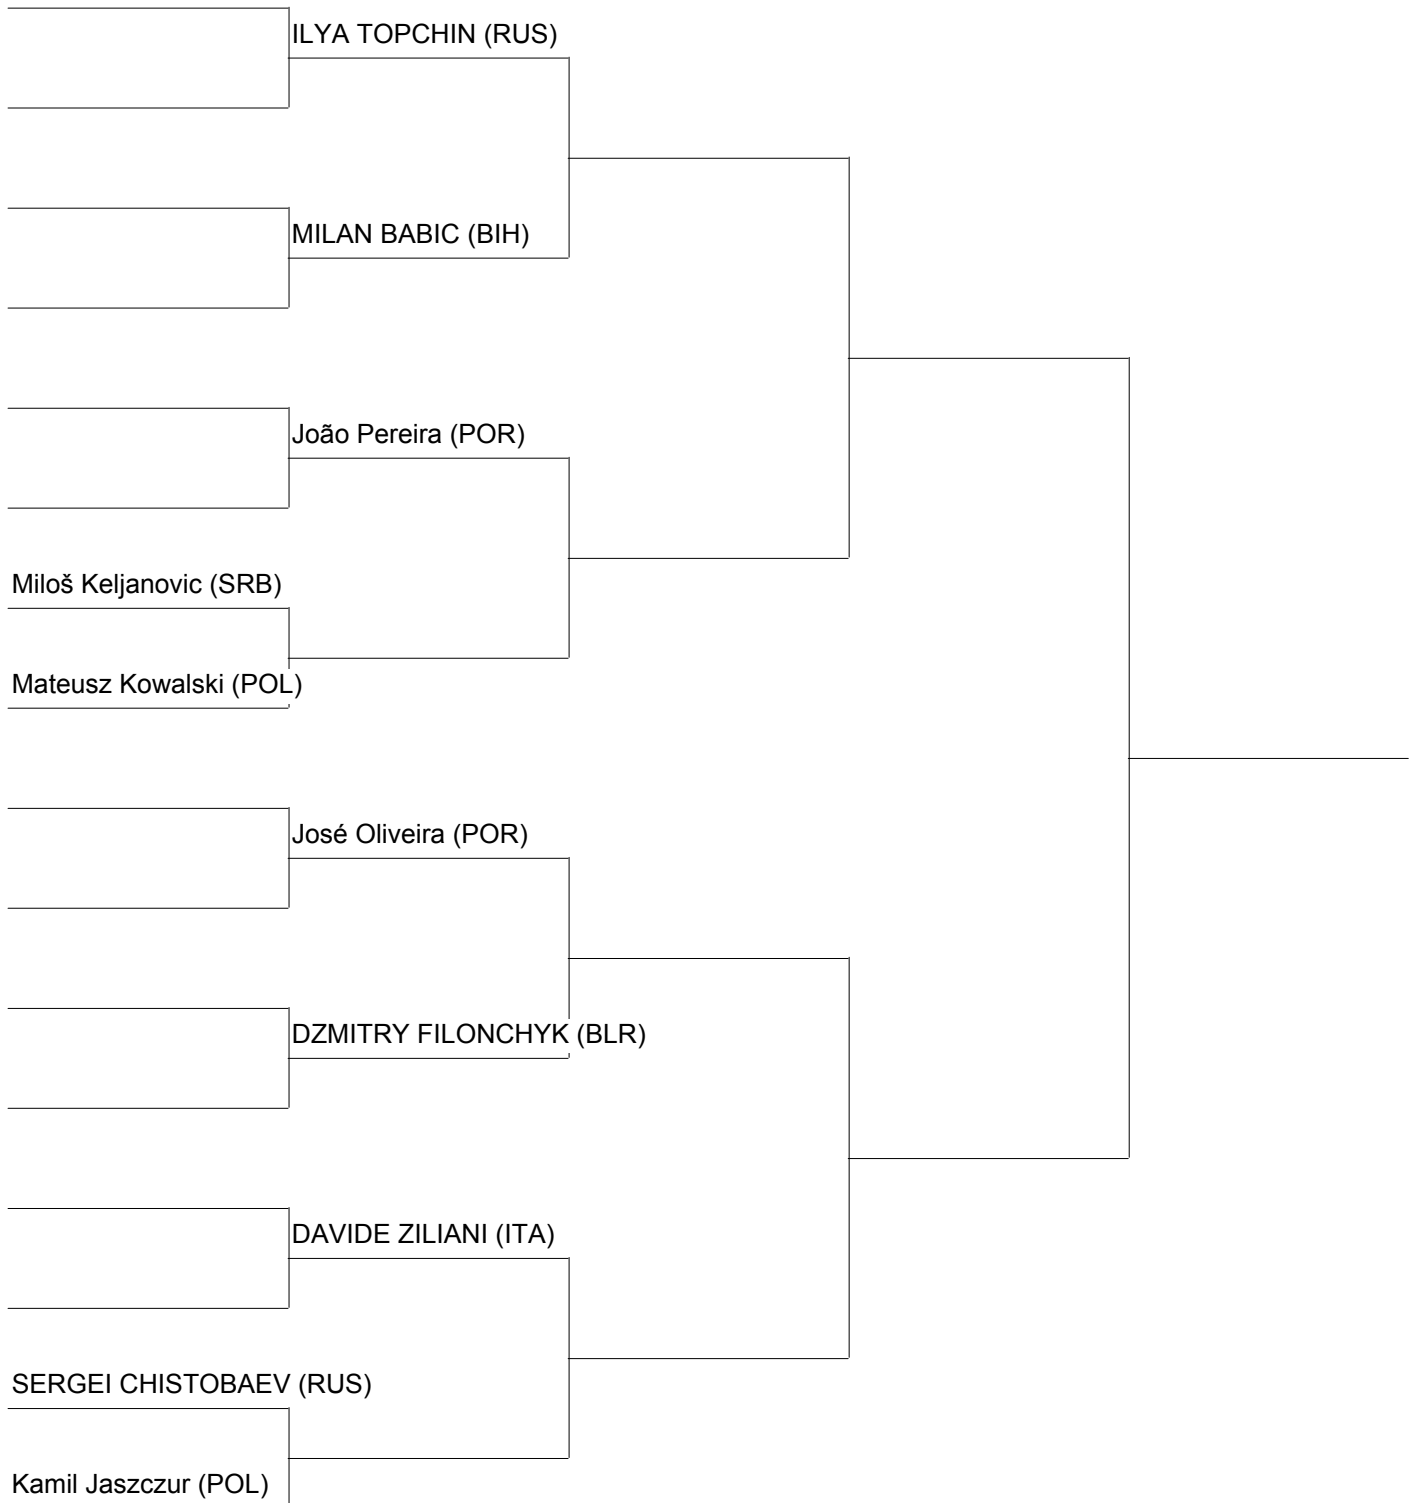 ILYA TOPCHIN (RUS)
MILAN BABIC (BIH)
João Pereira (POR)
Miloš Keljanovic (SRB)
Mateusz Kowalski (POL)
José Oliveira (POR)
DZMITRY FILONCHYK (BLR)
DAVIDE ZILIANI (ITA)
SERGEI CHISTOBAEV (RUS)
Kamil Jaszczur (POL)